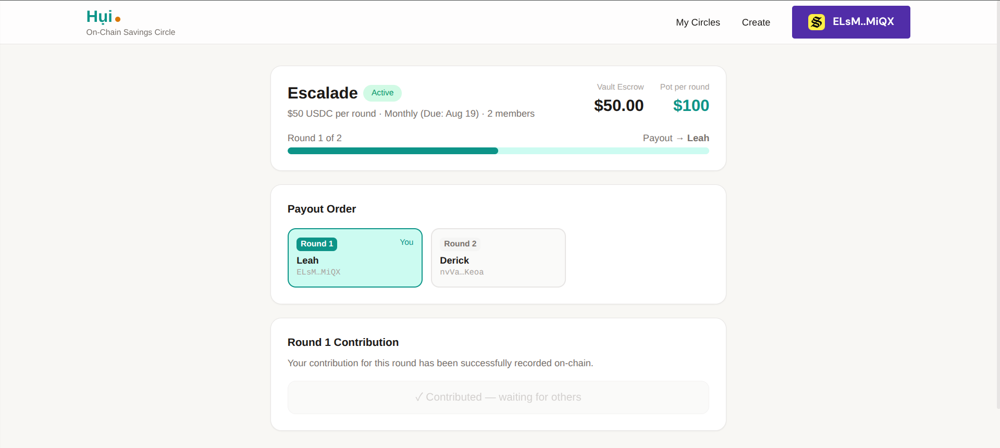 Hụi
On-Chain Savings Circle
My Circles
Create
ELsM..MiQX
Escalade
Active
$50 USDC per round · Monthly (Due: Aug 19) · 2 members
Vault Escrow
$50.00
Pot per round
$100
Round 1 of 2
Payout → Leah
Payout Order
Round 1
You
Leah
ELsM…MiQX
Round 2
Derick
nvVa…Keoa
Round 1 Contribution
Your contribution for this round has been successfully recorded on-chain.
✓ Contributed — waiting for others